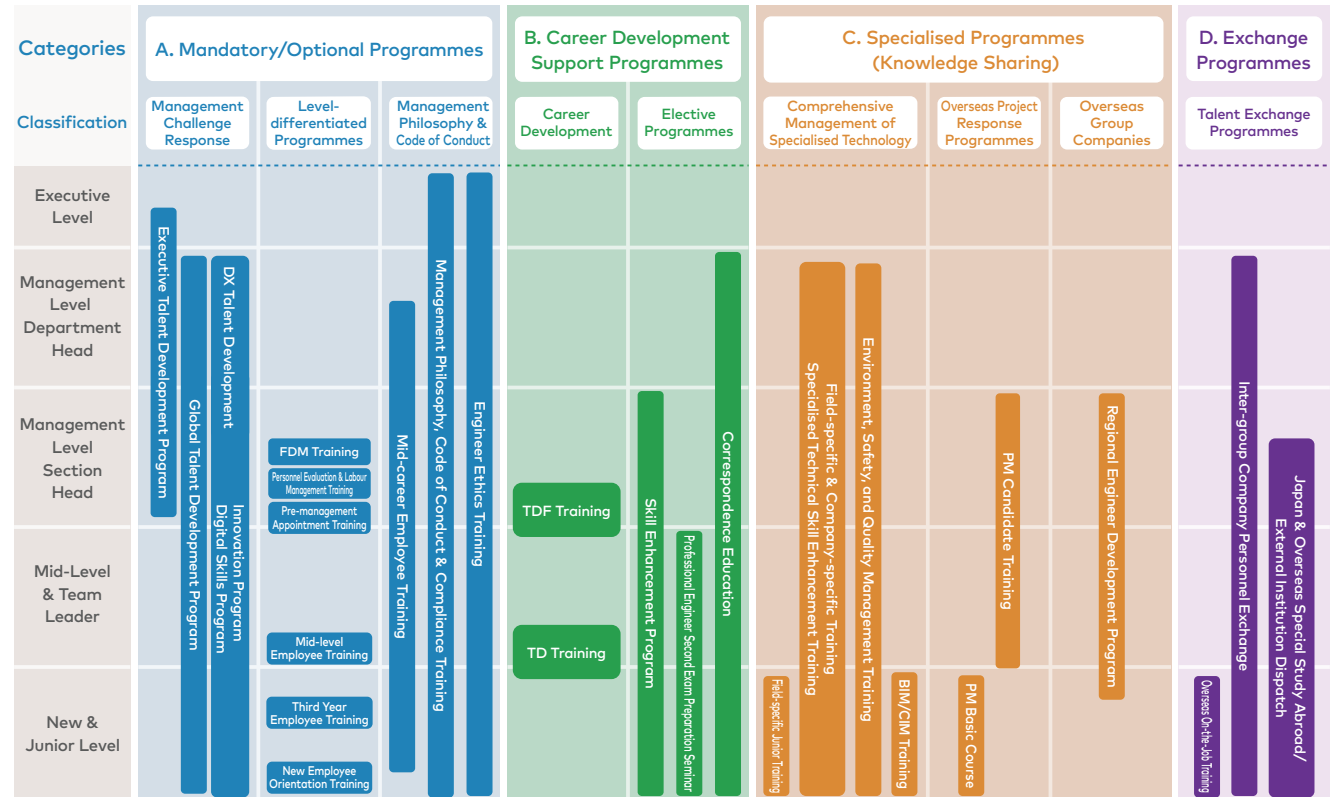 Categories
A. Mandatory/Optional Programmes
B. Career Development
Support Programmes
C. Specialised Programmes
(Knowledge Sharing)
D. Exchange
Programmes
Classification
Management
Challenge
Response
Level-
differentiated
Programmes
Management
Philosophy &
Code of Conduct
Career
Development
Elective
Programmes
Comprehensive
Management of
Specialised Technology
Overseas Project
Response
Programmes
Overseas
Group
Companies
Talent Exchange
Programmes
Executive
Level
Management
Level
Department
Head
Management
Level
Section
Head
Mid-Level
& Team
Leader
New &
Junior Level
Executive Talent Development Program
Global Talent Development Program
DX Talent Development
Innovation Program
Digital Skills Program
FDM Training
Personnel Evaluation & Labour
Management Training
Pre-management
Appointment Training
Mid-level
Employee Training
Third Year
Employee Training
New Employee
Orientation Training
Mid-career Employee Training
Management Philosophy, Code of Conduct & Compliance Training
Engineer Ethics Training
TDF Training
TD Training
Skill Enhancement Program
Professional Engineer Second Exam Preparation Seminar
Correspondence Education
Field-specific Junior Training
Field-specific & Company-specific Training
Specialised Technical Skill Enhancement Training
Environment, Safety, and Quality Management Training
BIM/CIM Training
PM Basic Course
PM Candidate Training
Regional Engineer Development Program
Overseas On-the-Job Training
Inter-group Company Personnel Exchange
Japan & Overseas Special Study Abroad/
External Institution Dispatch